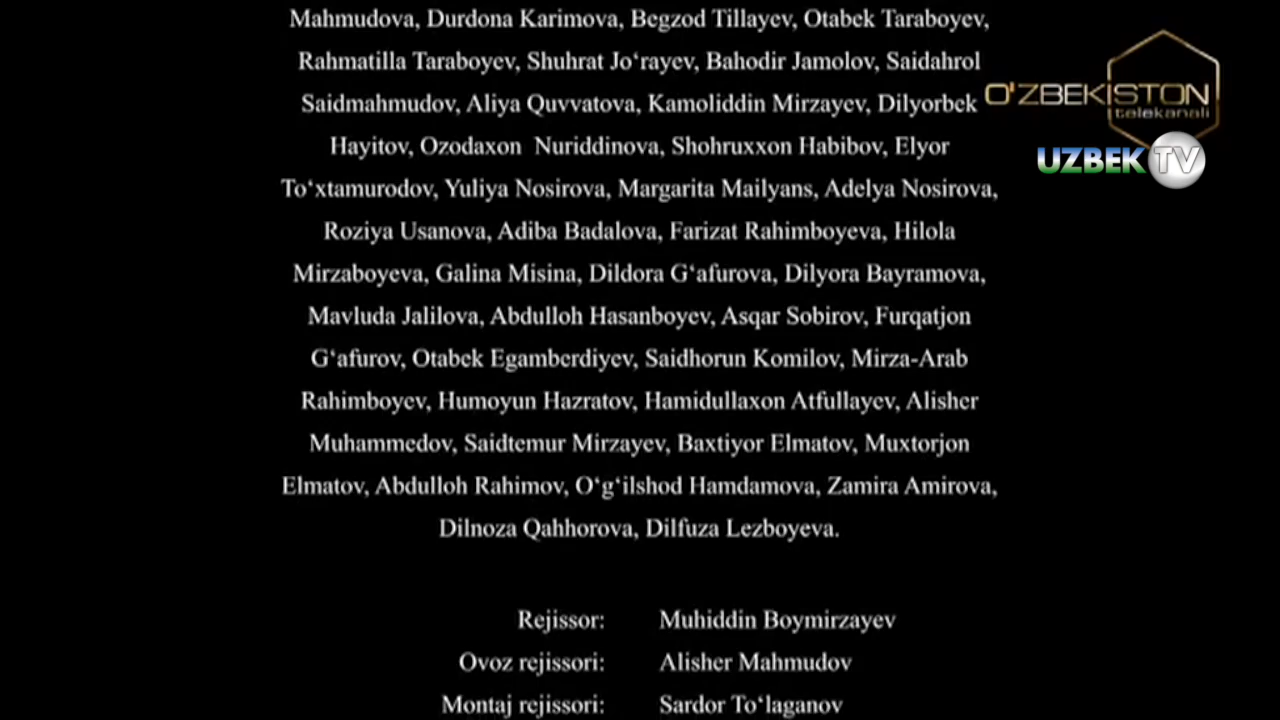 Mahmudova, Durdona Karimova, Begzod Tillayev, Otabek Taraboyev,
Rahmatilla Taraboyev, Shuhrat Jo‘rayev, Bahodir Jamolov, Saidahrol
Saidmahmudov, Aliya Quvvatova, Kamoliddin Mirzayev, Dilyorbek
Hayitov, Ozodaxon Nuriddinova, Shohruxxon Habibov, Elyor
To‘xtamurodov, Yuliya Nosirova, Margarita Mailyans, Adelya Nosirova,
Roziya Usanova, Adiba Badalova, Farizat Rahimboyeva, Hilola
Mirzaboyeva, Galina Misina, Dildora G‘afurova, Dilyora Bayramova,
Mavluda Jalilova, Abdulloh Hasanboyev, Asqar Sobirov, Furqatjon
G‘afurov, Otabek Egamberdiyev, Saidhorun Komilov, Mirza-Arab
Rahimboyev, Humoyun Hazratov, Hamidullaxon Atfullayev, Alisher
Muhammedov, Saidtemur Mirzayev, Baxtiyor Elmatov, Muxtorjon
Elmatov, Abdulloh Rahimov, O‘g‘ilshod Hamdamova, Zamira Amirova,
Dilnoza Qahhorova, Dilfuza Lezboyeva.
Rejissor: Muhiddin Boymirzayev
Ovoz rejissori: Alisher Mahmudov
Montaj rejissori: Sardor To‘laganov
O'ZBEKISTON
telekanali
UZBEK TV